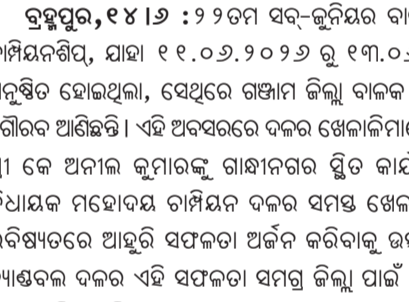 ବ୍ରହ୍ମପୁର,୧୪।୬ :୨୨ତମ ସବ୍-ଜୁନିୟର ବା
ମ୍ପିୟନଶିପ୍, ଯାହା ୧୧.୦୬.୨୦୨୬ ରୁ ୧୩.୦
ନୁଷ୍ଠିତ ହୋଇଥିଲା, ସେଥିରେ ଗଞ୍ଜାମ ଜିଲ୍ଲା ବାଳକ
ଗୌରବ ଆଣିଛନ୍ତି। ଏହି ଅବସରରେ ଦଳର ଖେଳାଳିମା
କେ ଅନୀଲ କୁମାରଙ୍କୁ ଗାନ୍ଧୀନଗର ସ୍ଥିତ କାର୍ଯ
ଧାୟକ ମହୋଦୟ ଚାମ୍ପିୟନ ଦଳର ସମସ୍ତ ଖେଳ
ବିଷ୍ୟତରେ ଆହୁରି ସଫଳତା ଅର୍ଜନ କରିବାକୁ
ୟାଣ୍ଡବଲ ଦଳର ଏହି ସଫଳତା ସମଗ୍ର ଜିଲ୍ଲା ପାଇଁ